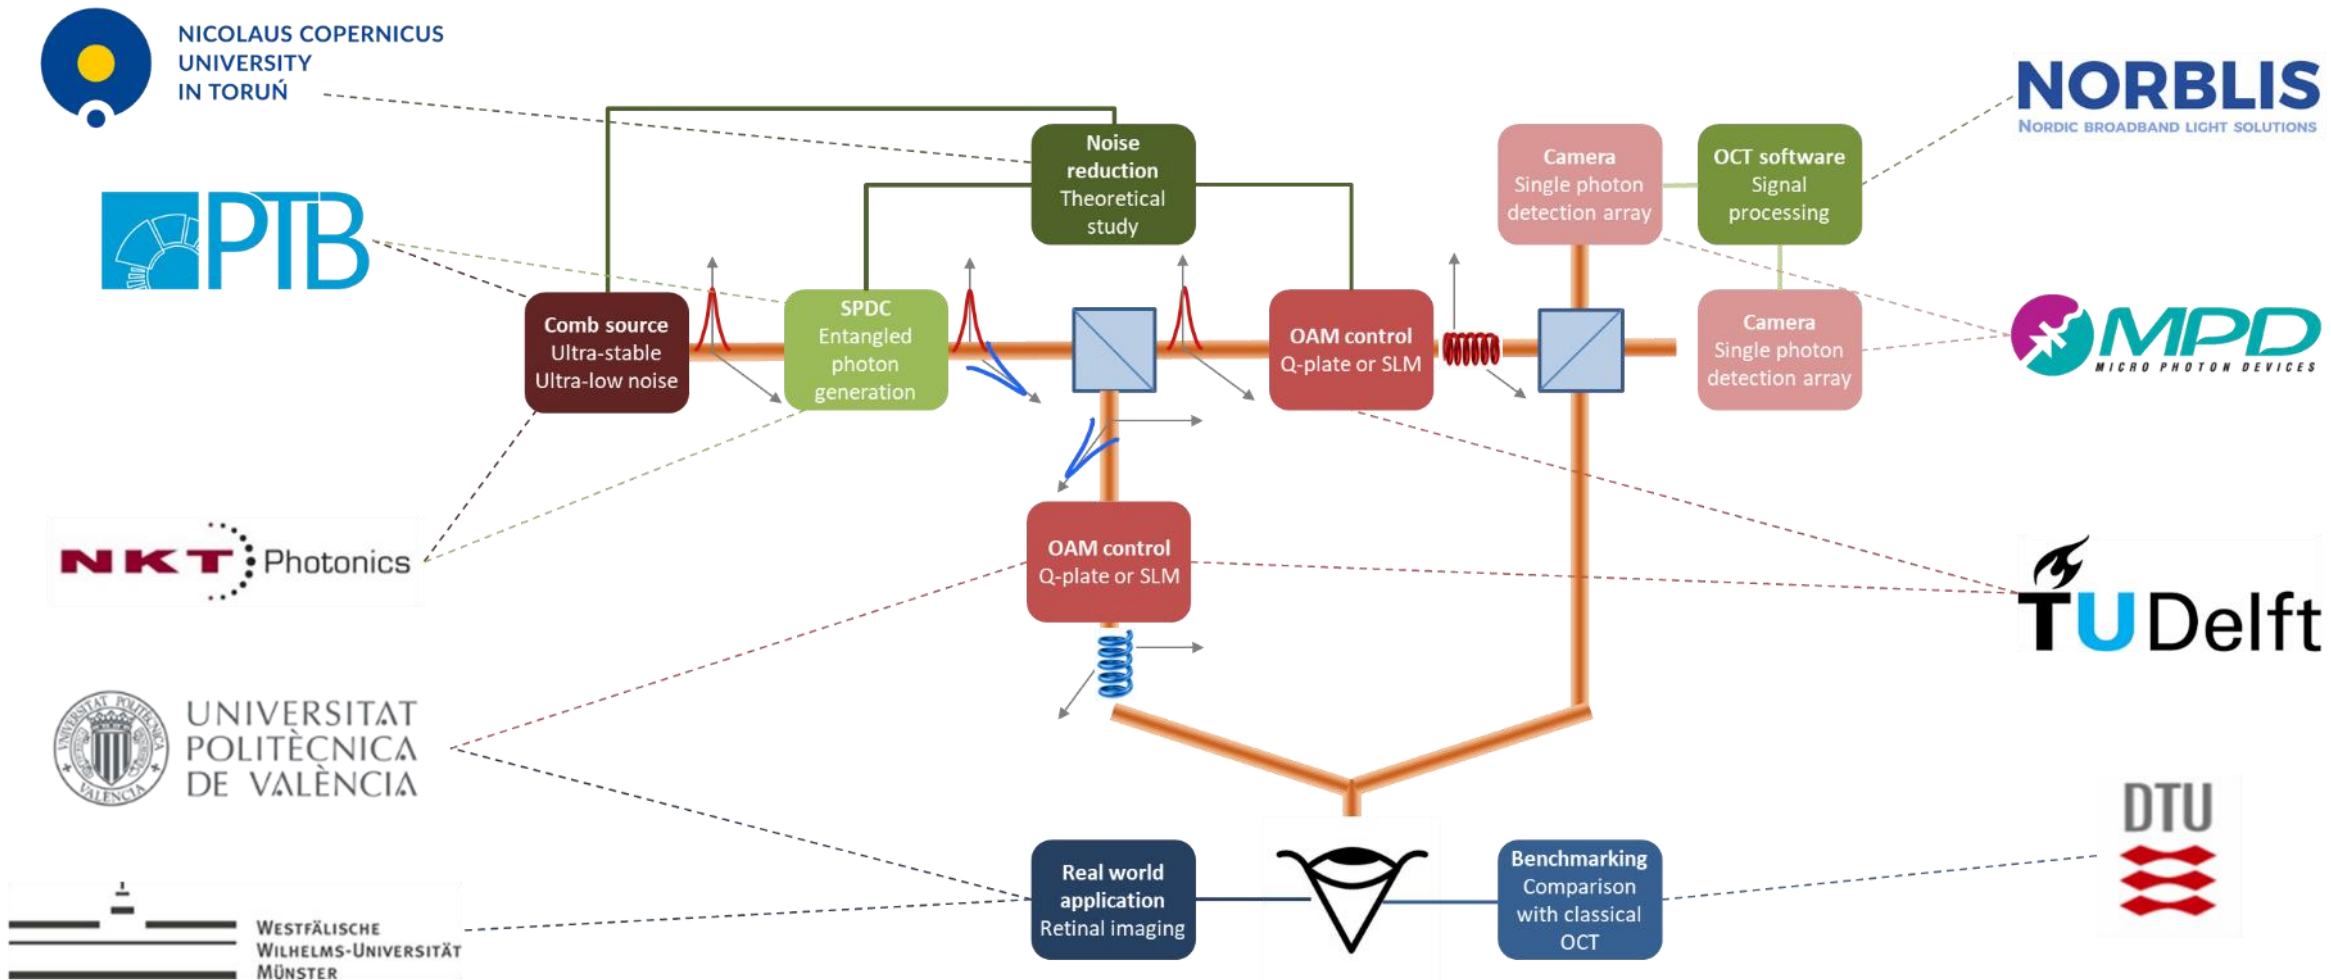 NICOLAUS COPERNICUS
UNIVERSITY
IN TORUŃ
PTB
NKT Photonics
UNIVERSITAT POLITÈCNICA
VALÈNCIA
UNIVERSITAT
POLITÈCNICA
DE VALÈNCIA
WESTFÄLISCHE
WILHELMS-UNIVERSITÄT
MÜNSTER
Noise
reduction
Theoretical
study
Comb source
Ultra-stable
Ultra-low noise
SPDC
Entangled
photon
generation
OAM control
Q-plate or SLM
OAM control
Q-plate or SLM
Camera
Single photon
detection array
OCT software
Signal
processing
Camera
Single photon
detection array
Real world
application
Retinal imaging
Benchmarking
Comparison
with classical
OCT
NORBLIS
NORDIC BROADBAND LIGHT SOLUTIONS
MPD
MICRO PHOTON DEVICES
TU Delft
DTU